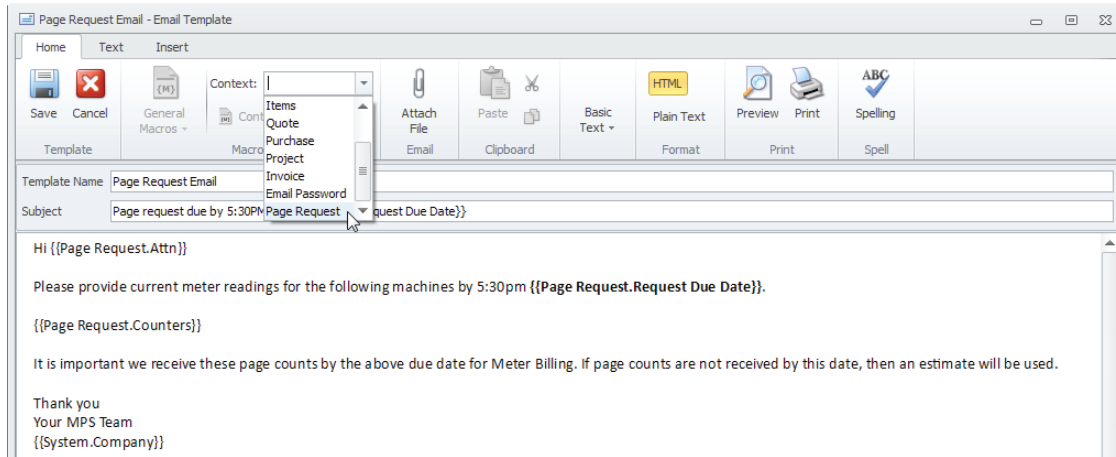 Page Request Email - Email Template
Home Text Insert
Save Cancel
Template
{M}
General
Macros
Context:
Cont
Macro
Items
Quote
Purchase
Project
Invoice
Email Password
Page Request
Attach
File
Email
Paste
Clipboard
Basic
Text
HTML
Plain Text
Format
Preview Print
Print
ABC
Spelling
Spell
Template Name Page Request Email
Subject Page request due by 5:30PM quest Due Date}}
Hi {{Page Request.Attn}}
Please provide current meter readings for the following machines by 5:30pm {{Page Request.Request Due Date}}.
{{Page Request.Counters}}
It is important we receive these page counts by the above due date for Meter Billing. If page counts are not received by this date, then an estimate will be used.
Thank you
Your MPS Team
{{System.Company}}